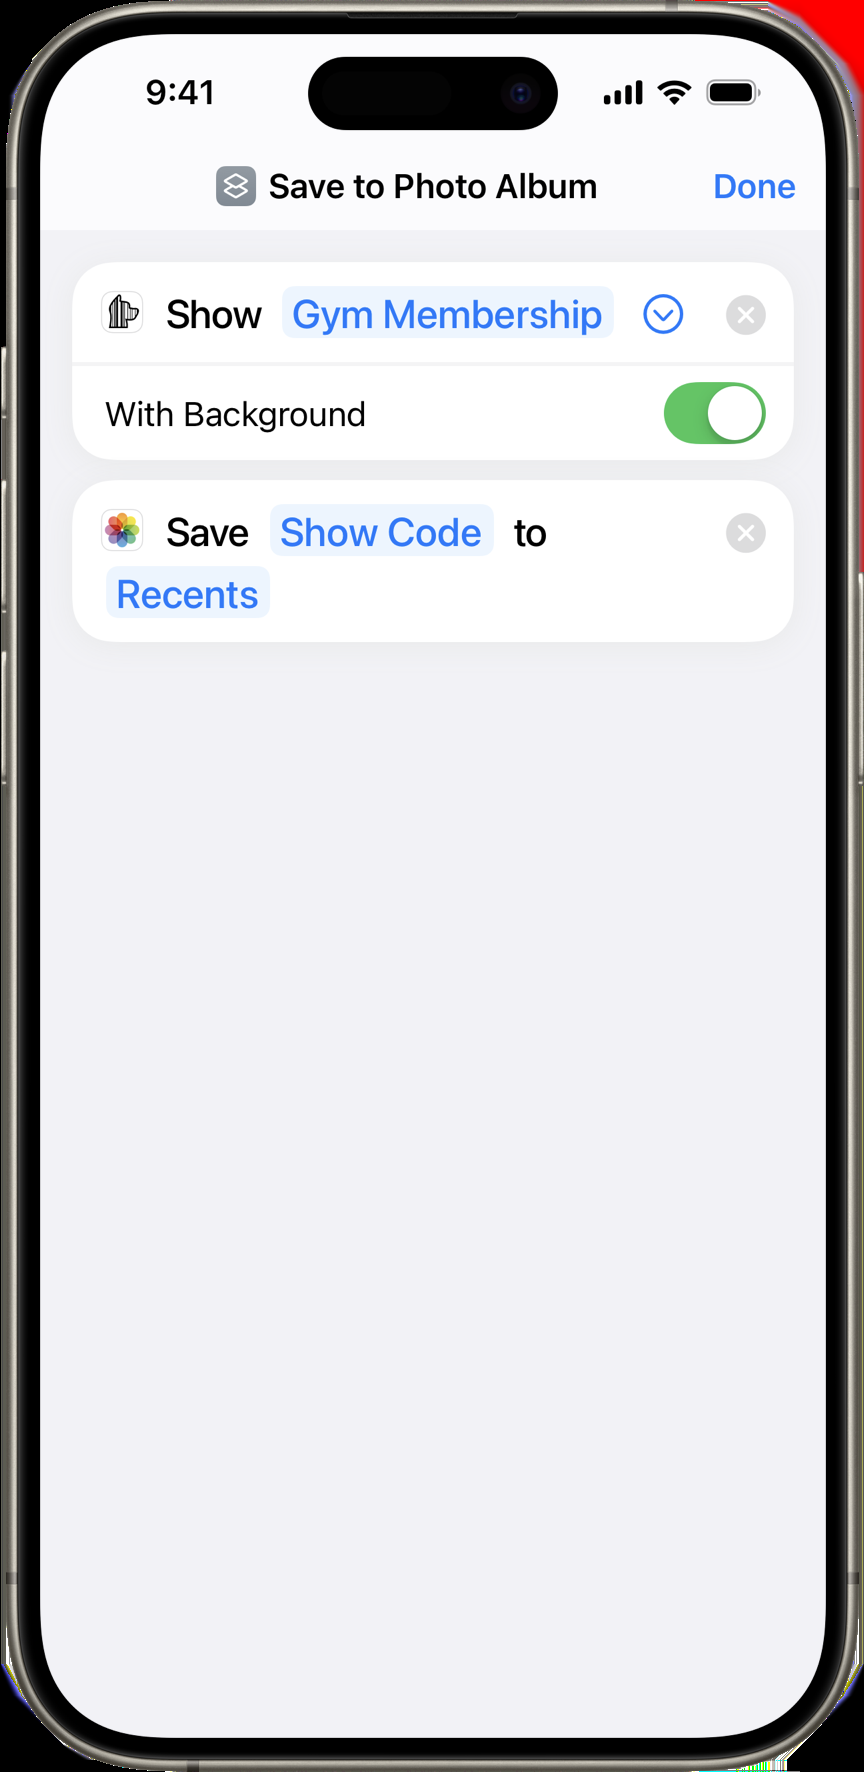 9:41
Save to Photo Album Done
Show Gym Membership
With Background
Save Show Code to
Recents